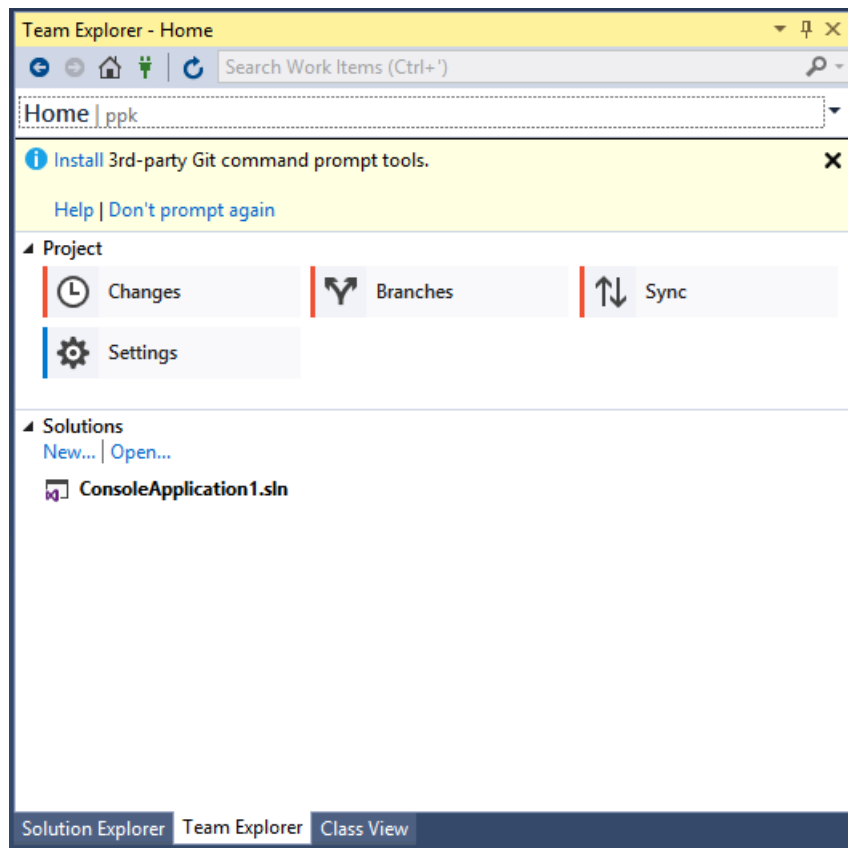 Team Explorer - Home
Search Work Items (Ctrl+')
Home | ppk
Install 3rd-party Git command prompt tools.
Help | Don't prompt again
Project
Changes
Branches
Sync
Settings
Solutions
New... | Open...
ConsoleApplication1.sln
Solution Explorer
Team Explorer
Class View